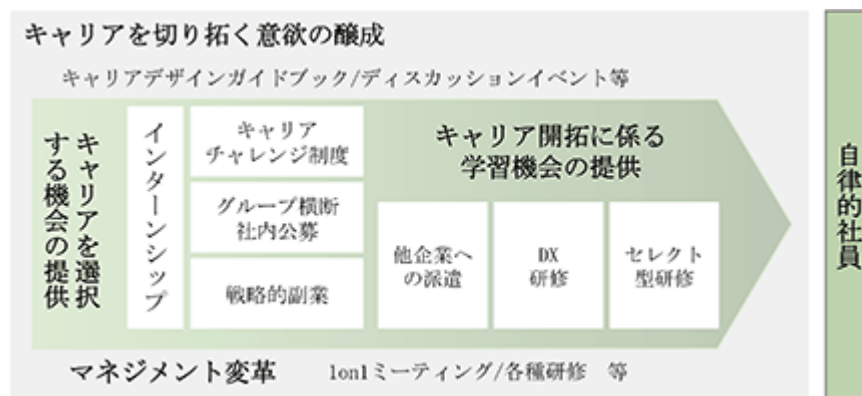 キャリアを切り拓く意欲の醸成
キャリアデザインガイドブック/ディスカッションイベント等
キャリアを選択
する機会の提供
インターンシップ
キャリア
チャレンジ制度
グループ横断
社内公募
戦略的副業
キャリア開拓に係る
学習機会の提供
他企業へ
の派遣
DX
研修
セレクト
型研修
マネジメント変革
1on1ミーティング/各種研修 等
自律的社員